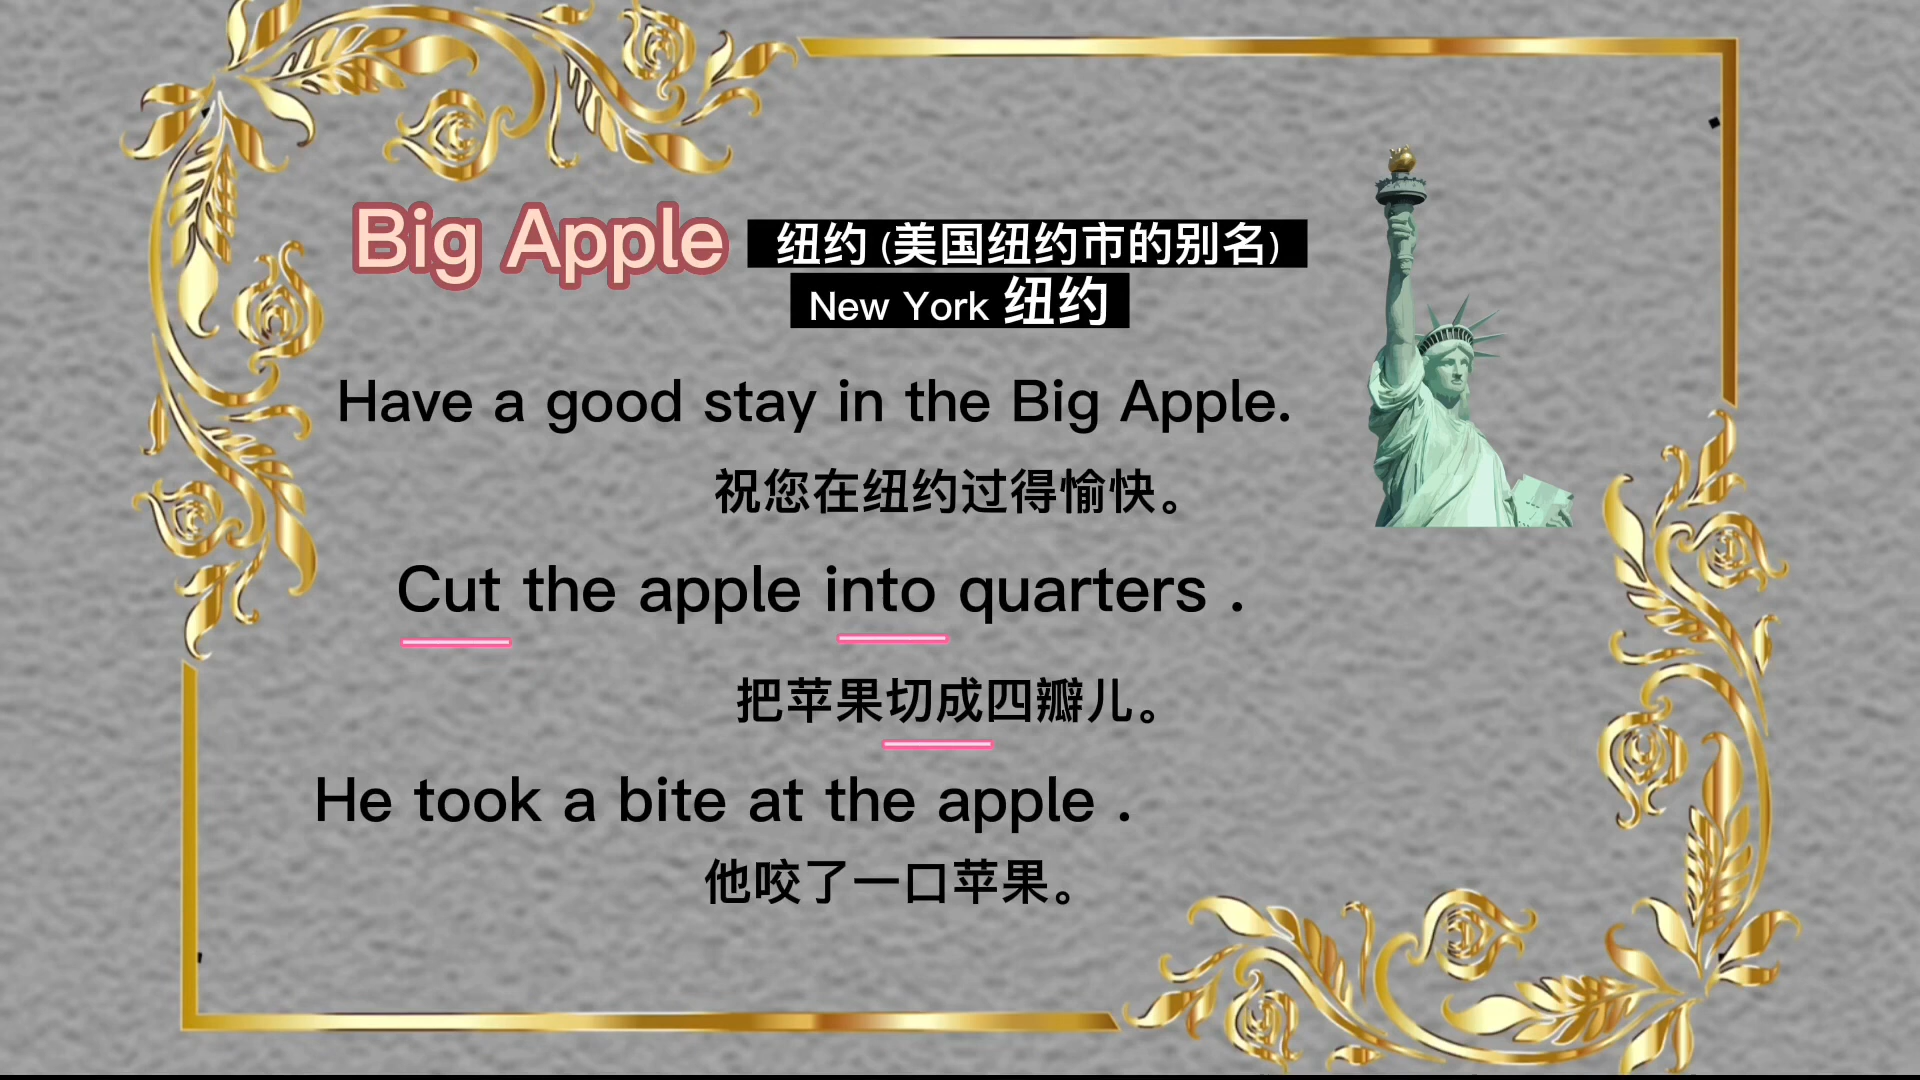 Big Apple 纽约 (美国纽约市的别名)
New York 纽约
Have a good stay in the Big Apple.
祝您在纽约过得愉快。
Cut the apple into quarters .
把苹果切成四瓣儿。
He took a bite at the apple .
他咬了一口苹果。